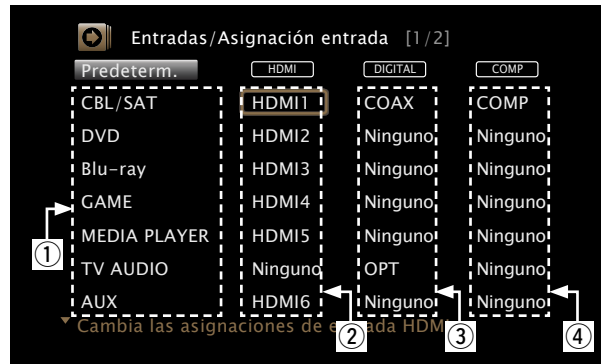 Entradas/Asignación entrada [1/2]
Predeterm. HDMI DIGITAL COMP
CBL/SAT HDMI1 COAX COMP
DVD HDMI2 Ninguno Ninguno
Blu-ray HDMI3 Ninguno Ninguno
GAME HDMI4 Ninguno Ninguno
MEDIA PLAYER HDMI5 Ninguno Ninguno
TV AUDIO Ninguno OPT Ninguno
AUX HDMI6 Ninguno Ninguno
Cambia las asignaciones de e rada HDM
① ② ③ ④